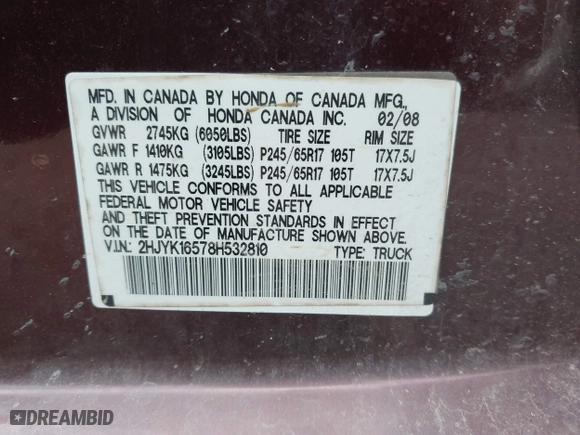 MFD. IN CANADA BY HONDA OF CANADA MFG.,
A DIVISION OF HONDA CANADA INC. 02/08
GVWR 2745KG (6050LBS) TIRE SIZE RIM SIZE
GAWR F 1410KG (3105LBS) P245/65R17 105T 17X7.5J
GAWR R 1475KG (3245LBS) P245/65R17 105T 17X7.5J
THIS VEHICLE CONFORMS TO ALL APPLICABLE
FEDERAL MOTOR VEHICLE SAFETY
AND THEFT PREVENTION STANDARDS IN EFFECT
ON THE DATE OF MANUFACTURE SHOWN ABOVE.
V.I.N.: 2HJYK16578H532810 TYPE: TRUCK
DREAMBID